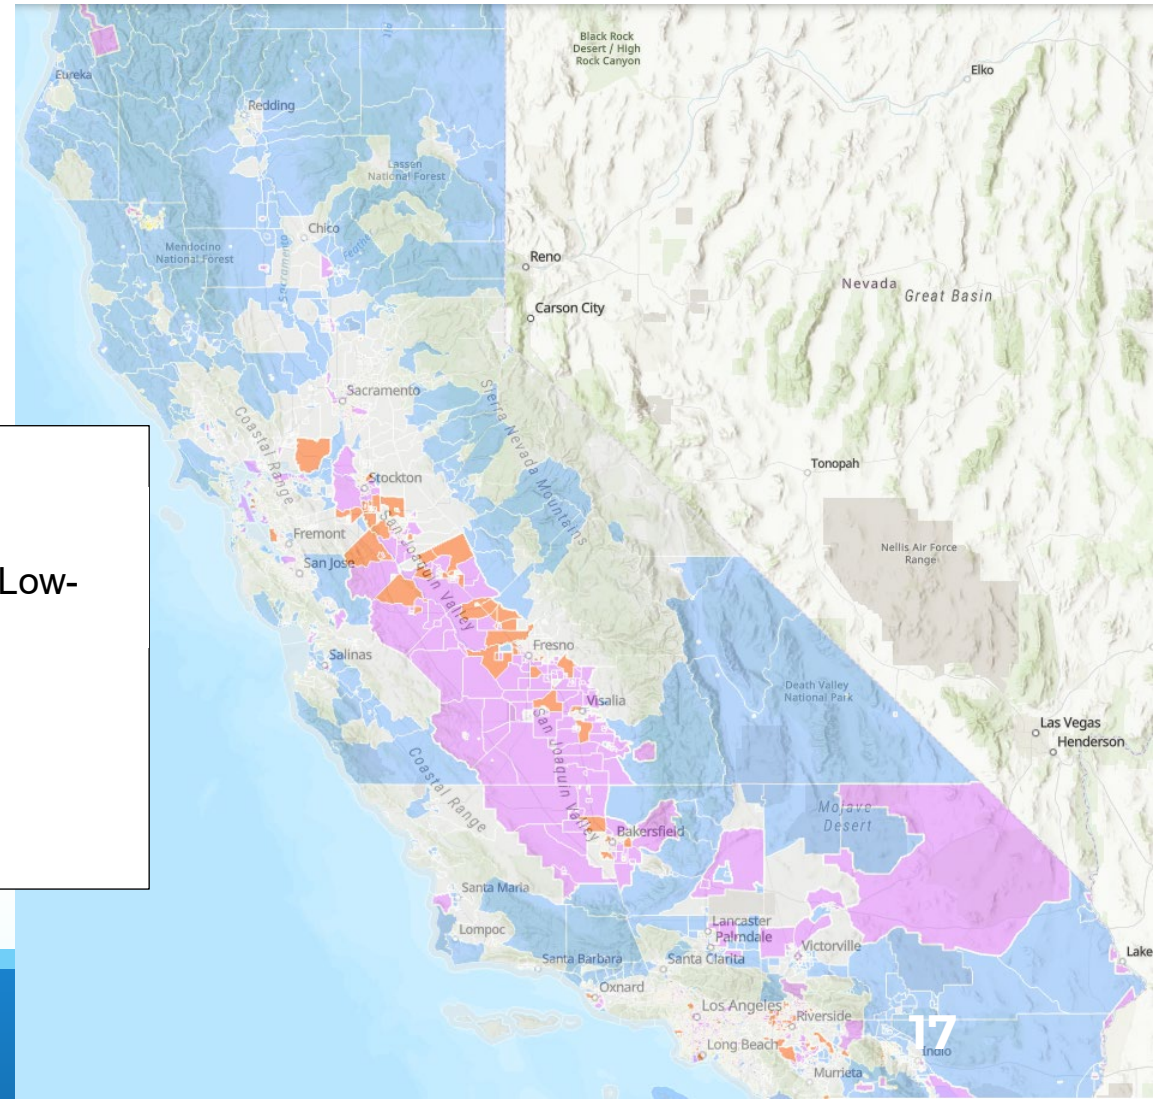 Black Rock
Desert / High
Rock Canyon
Elko
Eureka
Redding
Lassen
National Forest
Chico
Mendocino
National Forest
Sacramento
Reno
Nevada
Great Basin
Carson City
Sacramento
Sierra Nevada Mountains
Coastal Range
Tonopah
Stockton
Nellis Air Force
Range
Fremont
San Jose
San Joaquin Valley
Low-
Fresno
Salinas
Death Valley
National Park
Visalia
Las Vegas
Henderson
San Joaquin Valley
Coastal Range
Mojave
Desert
Bakersfield
Santa Maria
Lompoc
Lancaster
Palmdale
Victorville
Lake
Santa Barbara
Santa Clarita
Oxnard
Los Angeles
Riverside
17
Long Beach
Indio
Murrieta